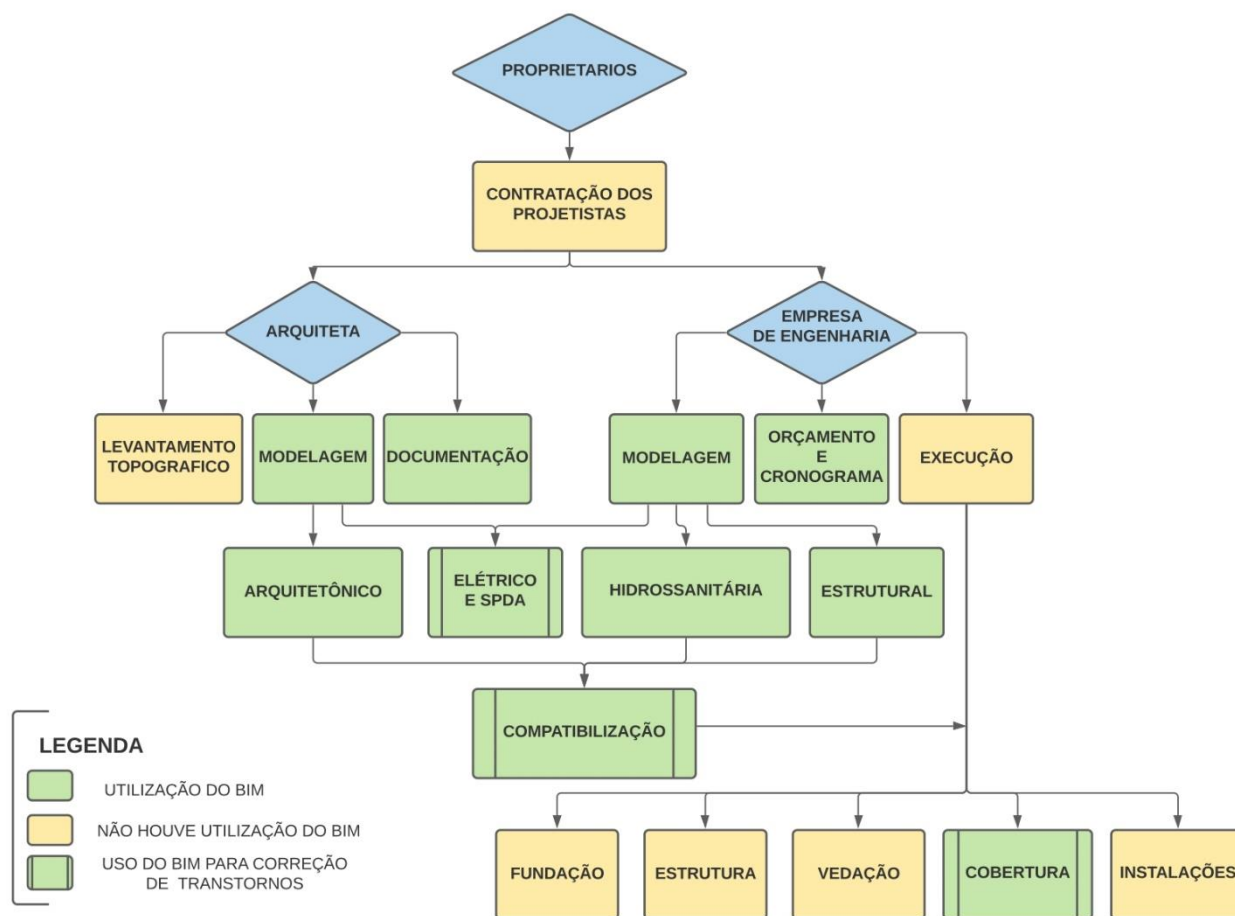 PROPRIETARIOS
CONTRATAÇÃO DOS
PROJETISTAS
ARQUITETA
EMPRESA
DE ENGENHARIA
LEVANTAMENTO
TOPOGRAFICO
MODELAGEM
DOCUMENTAÇÃO
MODELAGEM
ORÇAMENTO
E
CRONOGRAMA
EXECUÇÃO
ARQUITETÔNICO
ELÉTRICO
E SPDA
HIDROSSANITÁRIA
ESTRUTURAL
COMPATIBILIZAÇÃO
LEGENDA
UTILIZAÇÃO DO BIM
NÃO HOUVE UTILIZAÇÃO DO BIM
USO DO BIM PARA CORREÇÃO
DE TRANSTORNOS
FUNDAÇÃO
ESTRUTURA
VEDAÇÃO
COBERTURA
INSTALAÇÕES